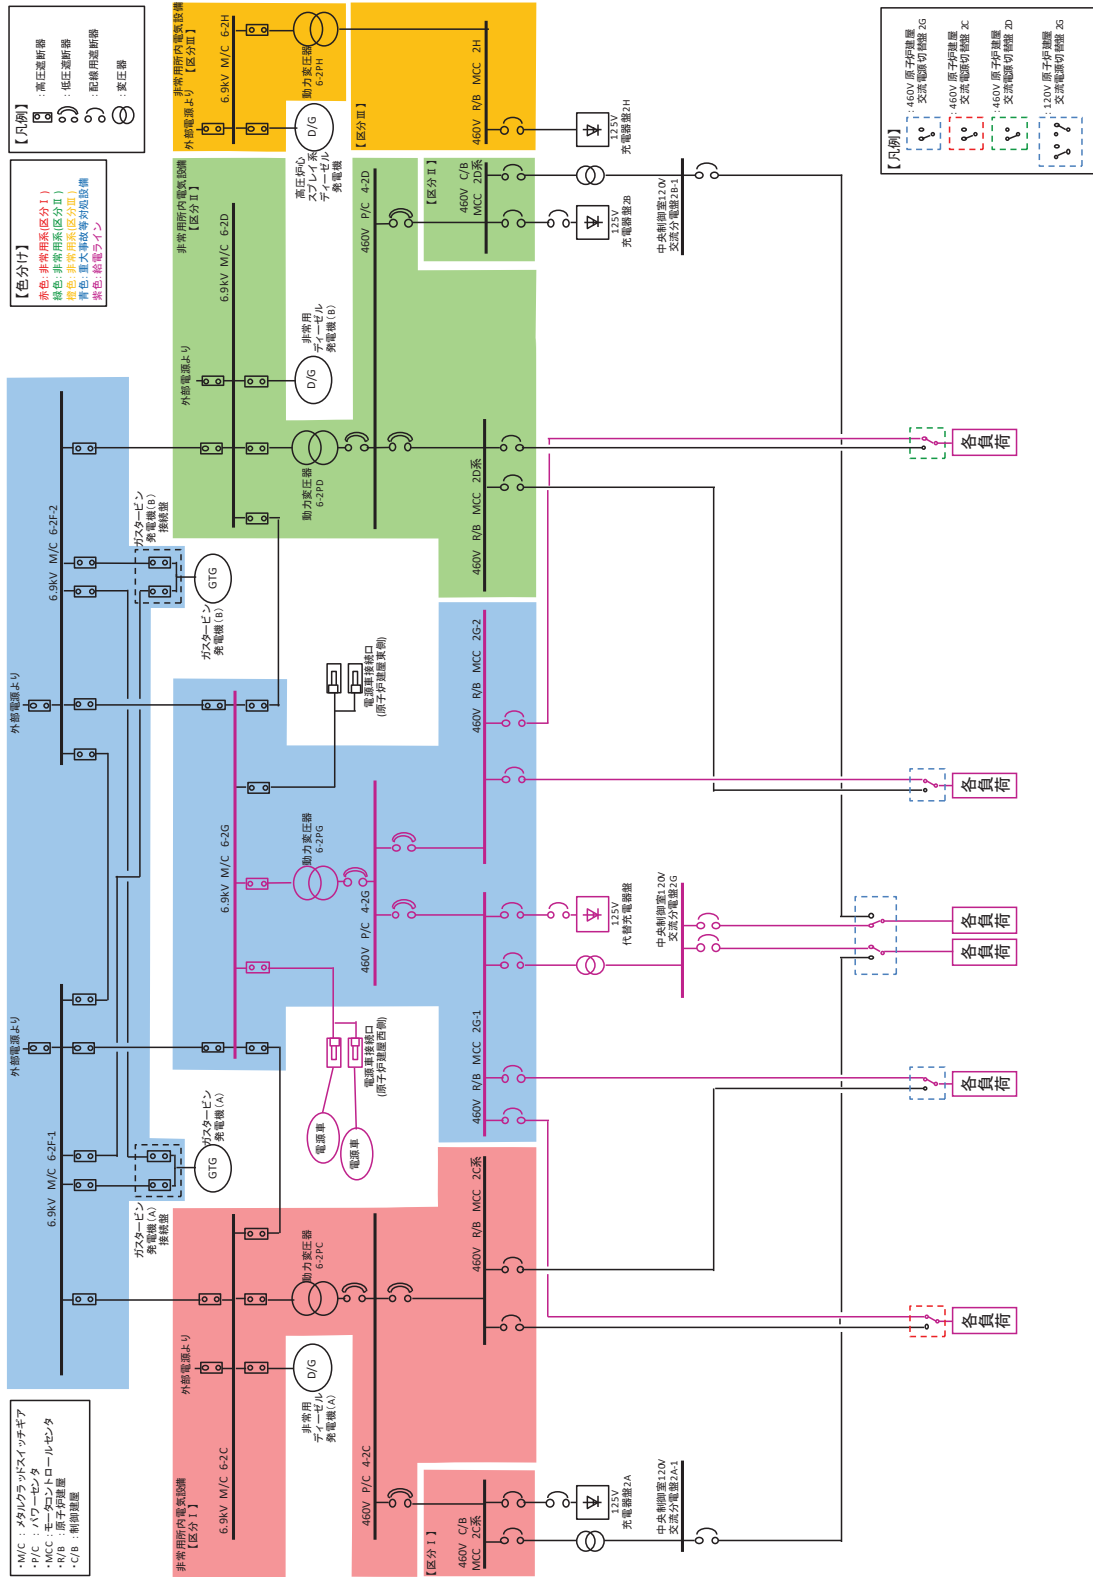 ・M/C : メタルクラッドスイッチギア
・P/C : パワーセンタ
・MCC : モータコントロールセンタ
・R/B : 原子炉建屋
・C/B : 制御建屋
【色分け】
赤色: 非常用系(区分Ⅰ)
緑色: 非常用系(区分Ⅱ)
橙色: 非常用系(区分Ⅲ)
青色: 重大事故等対処設備
紫色: 給電ライン
【凡例】
: 高圧遮断器
: 低圧遮断器
: 配線用遮断器
: 変圧器
外部電源より
6.9kV M/C 6-2F-1
外部電源より
6.9kV M/C 6-2F-2
ガスタービン
発電機(A)
接続盤
GTG
ガスタービン
発電機(A)
ガスタービン
発電機(B)
接続盤
GTG
ガスタービン
発電機(B)
非常用所内電気設備
【区分Ⅰ】
外部電源より
6.9kV M/C 6-2C
D/G
非常用
ディーゼル
発電機(A)
動力変圧器
6-2PC
460V P/C 4-2C
【区分Ⅰ】
460V C/B
MCC 2C系
460V R/B MCC 2C系
125V
充電器盤2A
中央制御室120V
交流分電盤2A-1
6.9kV M/C 6-2G
動力変圧器
6-2PG
460V P/C 4-2G
電源車接続口
(原子炉建屋西側)
電源車
電源車
電源車接続口
(原子炉建屋東側)
460V R/B MCC 2G-1
460V R/B MCC 2G-2
125V
代替充電器盤
中央制御室120V
交流分電盤2G
非常用所内電気設備
【区分Ⅱ】
外部電源より
6.9kV M/C 6-2D
D/G
非常用
ディーゼル
発電機(B)
動力変圧器
6-2PD
460V P/C 4-2D
【区分Ⅱ】
460V C/B
MCC 2D系
460V R/B MCC 2D系
125V
充電器盤2B
中央制御室120V
交流分電盤2B-1
非常用所内電気設備
【区分Ⅲ】
外部電源より
6.9kV M/C 6-2H
D/G
高圧炉心
スプレイ系
ディーゼル
発電機
動力変圧器
6-2PH
【区分Ⅲ】
460V R/B MCC 2H
125V
充電器盤2H
各負荷
各負荷
各負荷
各負荷
各負荷
各負荷
【凡例】
: 460V 原子炉建屋
交流電源切替盤 2G
: 460V 原子炉建屋
交流電源切替盤 2C
: 460V 原子炉建屋
交流電源切替盤 2D
: 120V 原子炉建屋
交流電源切替盤 2G